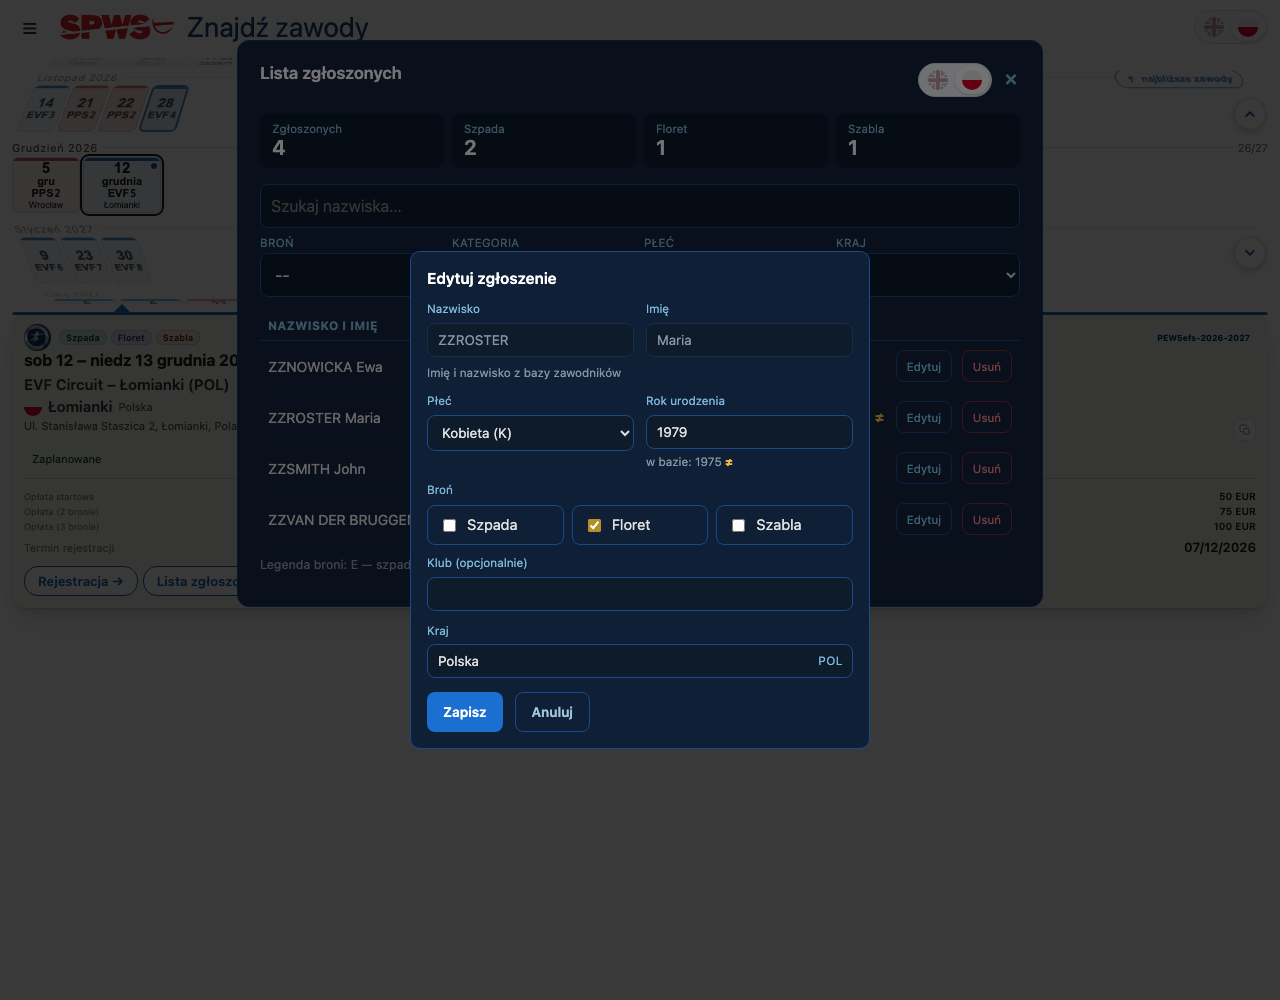 SPWS Znajdź zawody
Listopad 2026
najbliższe zawody
14 EVF3
21 PPS2
22 PPS2
28 EVF4
Grudzień 2026
26/27
5 gru PPS2 Wrocław
12 grudnia EVF5 Łomianki
Styczeń 2027
9 EVF6
23 EVF7
30 EVF8
Szpada Floret Szabla
PEW5efs-2026-2027
sob 12 – niedz 13 grudnia 20
EVF Circuit – Łomianki (POL)
Łomianki Polska
Ul. Stanisława Staszica 2, Łomianki, Pola
Zaplanowane
Opłata startowa 50 EUR
Opłata (2 bronie) 75 EUR
Opłata (3 bronie) 100 EUR
Termin rejestracji 07/12/2026
Rejestracja → Lista zgłoszo
Lista zgłoszonych ×
Zgłoszonych Szpada Floret Szabla
4 2 1 1
Szukaj nazwiska...
BROŃ KATEGORIA PŁEĆ KRAJ
--
NAZWISKO I IMIĘ
ZZNOWICKA Ewa Edytuj Usuń
ZZROSTER Maria ≠ Edytuj Usuń
ZZSMITH John Edytuj Usuń
ZZVAN DER BRUGGEN Edytuj Usuń
Legenda broni: E — szpad
Edytuj zgłoszenie
Nazwisko Imię
ZZROSTER Maria
Imię i nazwisko z bazy zawodników
Płeć Rok urodzenia
Kobieta (K) 1979
w bazie: 1975 ≠
Broń
Szpada Floret Szabla
Klub (opcjonalnie)
Kraj
Polska POL
Zapisz Anuluj